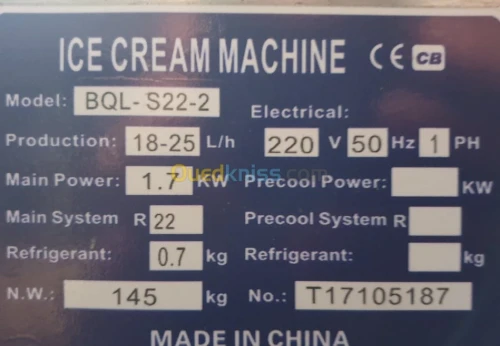 ICE CREAM MACHINE CE CB
Model: BQL- S22-2
Electrical:
Production: 18-25 L/h 220 V 50 Hz 1 PH
Main Power: 1.7 KW Precool Power: KW
Ouedkniss.com
Main System R 22 Precool System R
Refrigerant: 0.7 kg Refrigerant: kg
N.W.: 145 kg No.: T17105187
MADE IN CHINA